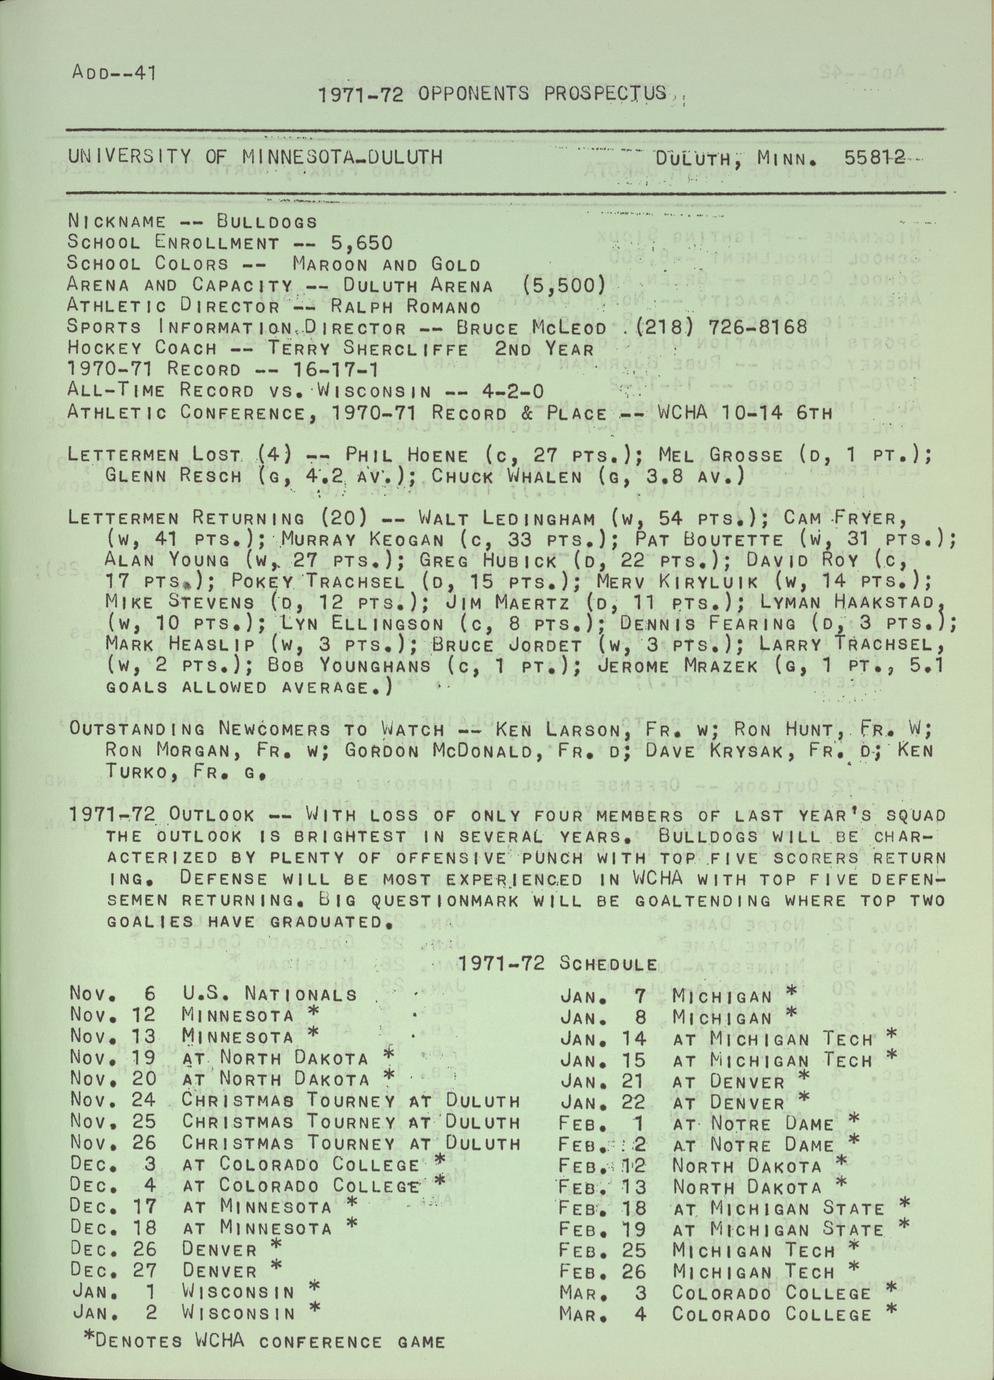 ADD--41
1971-72 OPPONENTS PROSPECTUS
UNIVERSITY OF MINNESOTA-DULUTH DULUTH, MINN. 55812
NICKNAME -- BULLDOGS
SCHOOL ENROLLMENT -- 5,650
SCHOOL COLORS -- MAROON AND GOLD
ARENA AND CAPACITY -- DULUTH ARENA (5,500)
ATHLETIC DIRECTOR -- RALPH ROMANO
SPORTS INFORMATION DIRECTOR -- BRUCE MCLEOD (218) 726-8168
HOCKEY COACH -- TERRY SHERCLIFFE 2ND YEAR
1970-71 RECORD -- 16-17-1
ALL-TIME RECORD VS. WISCONSIN -- 4-2-0
ATHLETIC CONFERENCE, 1970-71 RECORD & PLACE -- WCHA 10-14 6TH
LETTERMEN LOST (4) -- PHIL HOENE (C, 27 PTS.); MEL GROSSE (D, 1 PT.);
GLENN RESCH (G, 4.2 AV.); CHUCK WHALEN (G, 3.8 AV.)
LETTERMEN RETURNING (20) -- WALT LEDINGHAM (W, 54 PTS.); CAM FRYER,
(W, 41 PTS.); MURRAY KEOGAN (C, 33 PTS.); PAT BOUTETTE (W, 31 PTS.);
ALAN YOUNG (W, 27 PTS.); GREG HUBICK (D, 22 PTS.); DAVID ROY (C,
17 PTS.); POKEY TRACHSEL (D, 15 PTS.); MERV KIRYLUIK (W, 14 PTS.);
MIKE STEVENS (D, 12 PTS.); JIM MAERTZ (D, 11 PTS.); LYMAN HAAKSTAD,
(W, 10 PTS.); LYN ELLINGSON (C, 8 PTS.); DENNIS FEARING (D, 3 PTS.);
MARK HEASLIP (W, 3 PTS.); BRUCE JORDET (W, 3 PTS.); LARRY TRACHSEL,
(W, 2 PTS.); BOB YOUNGHANS (C, 1 PT.); JEROME MRAZEK (G, 1 PT., 5.1
GOALS ALLOWED AVERAGE.)
OUTSTANDING NEWCOMERS TO WATCH -- KEN LARSON, FR. W; RON HUNT, FR. W;
RON MORGAN, FR. W; GORDON MCDONALD, FR. D; DAVE KRYSAK, FR. D; KEN
TURKO, FR. G.
1971-72 OUTLOOK -- WITH LOSS OF ONLY FOUR MEMBERS OF LAST YEAR'S SQUAD
THE OUTLOOK IS BRIGHTEST IN SEVERAL YEARS. BULLDOGS WILL BE CHAR-
ACTERIZED BY PLENTY OF OFFENSIVE PUNCH WITH TOP FIVE SCORERS RETURN
ING. DEFENSE WILL BE MOST EXPERIENCED IN WCHA WITH TOP FIVE DEFEN-
SEMEN RETURNING. BIG QUESTIONMARK WILL BE GOALTENDING WHERE TOP TWO
GOALIES HAVE GRADUATED.
1971-72 SCHEDULE
NOV. 6 U.S. NATIONALS
NOV. 12 MINNESOTA *
NOV. 13 MINNESOTA *
NOV. 19 AT NORTH DAKOTA *
NOV. 20 AT NORTH DAKOTA *
NOV. 24 CHRISTMAS TOURNEY AT DULUTH
NOV. 25 CHRISTMAS TOURNEY AT DULUTH
NOV. 26 CHRISTMAS TOURNEY AT DULUTH
DEC. 3 AT COLORADO COLLEGE *
DEC. 4 AT COLORADO COLLEGE *
DEC. 17 AT MINNESOTA *
DEC. 18 AT MINNESOTA *
DEC. 26 DENVER *
DEC. 27 DENVER *
JAN. 1 WISCONSIN *
JAN. 2 WISCONSIN *
JAN. 7 MICHIGAN *
JAN. 8 MICHIGAN *
JAN. 14 AT MICHIGAN TECH *
JAN. 15 AT MICHIGAN TECH *
JAN. 21 AT DENVER *
JAN. 22 AT DENVER *
FEB. 1 AT NOTRE DAME *
FEB. 2 AT NOTRE DAME *
FEB. 12 NORTH DAKOTA *
FEB. 13 NORTH DAKOTA *
FEB. 18 AT MICHIGAN STATE *
FEB. 19 AT MICHIGAN STATE *
FEB. 25 MICHIGAN TECH *
FEB. 26 MICHIGAN TECH *
MAR. 3 COLORADO COLLEGE *
MAR. 4 COLORADO COLLEGE *
*DENOTES WCHA CONFERENCE GAME